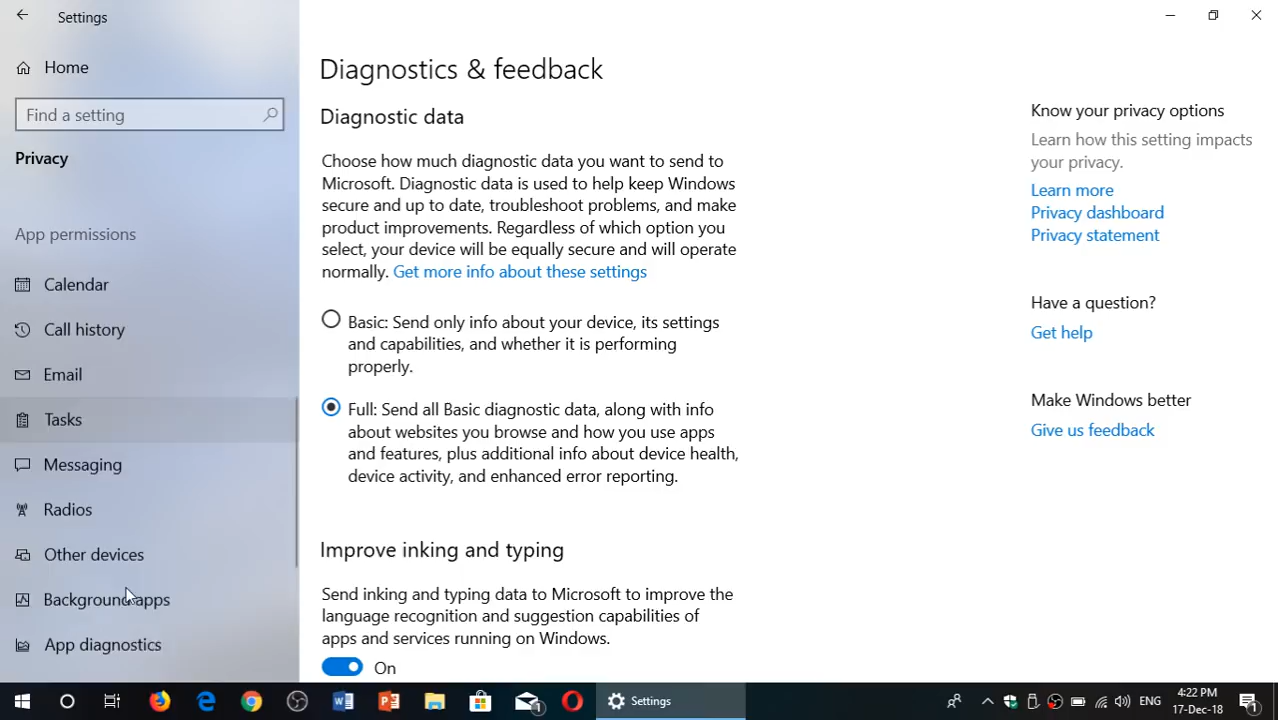 Settings
Home
Find a setting
Privacy
App permissions
Calendar
Call history
Email
Tasks
Messaging
Radios
Other devices
Background apps
App diagnostics
Diagnostics & feedback
Diagnostic data
Choose how much diagnostic data you want to send to
Microsoft. Diagnostic data is used to help keep Windows
secure and up to date, troubleshoot problems, and make
product improvements. Regardless of which option you
select, your device will be equally secure and will operate
normally. Get more info about these settings
Basic: Send only info about your device, its settings
and capabilities, and whether it is performing
properly.
Full: Send all Basic diagnostic data, along with info
about websites you browse and how you use apps
and features, plus additional info about device health,
device activity, and enhanced error reporting.
Improve inking and typing
Send inking and typing data to Microsoft to improve the
language recognition and suggestion capabilities of
apps and services running on Windows.
On
Know your privacy options
Learn how this setting impacts
your privacy.
Learn more
Privacy dashboard
Privacy statement
Have a question?
Get help
Make Windows better
Give us feedback
1
Settings
ENG
4:22 PM
17-Dec-18
1